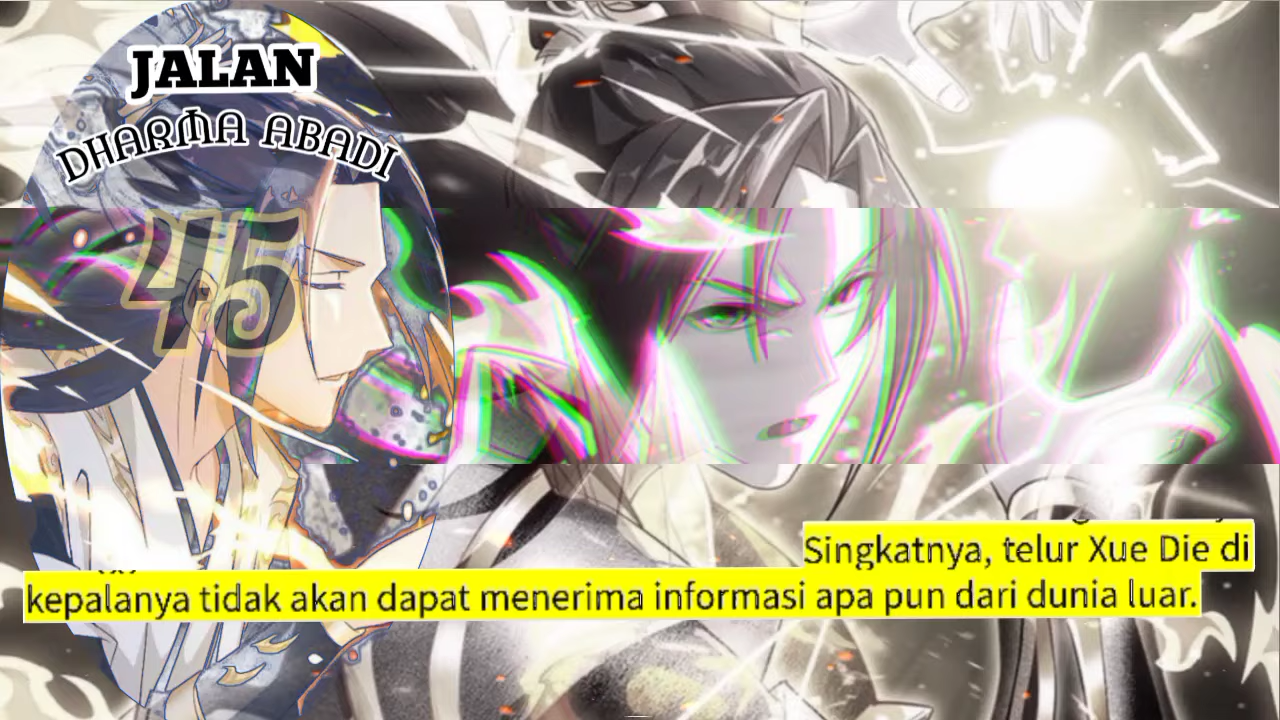 JALAN
DHARMA ABADI
45
Singkatnya, telur Xue Die di
kepalanya tidak akan dapat menerima informasi apa pun dari dunia luar.